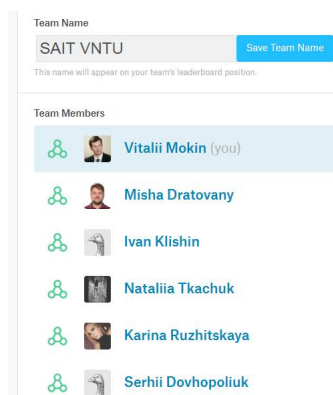 Team Name
SAIT VNTU
Save Team Name
This name will appear on your team's leaderboard position.
Team Members
Vitalii Mokin (you)
Misha Dratovany
Ivan Klishin
Nataliia Tkachuk
Karina Ruzhitskaya
Serhii Dovhopoliuk